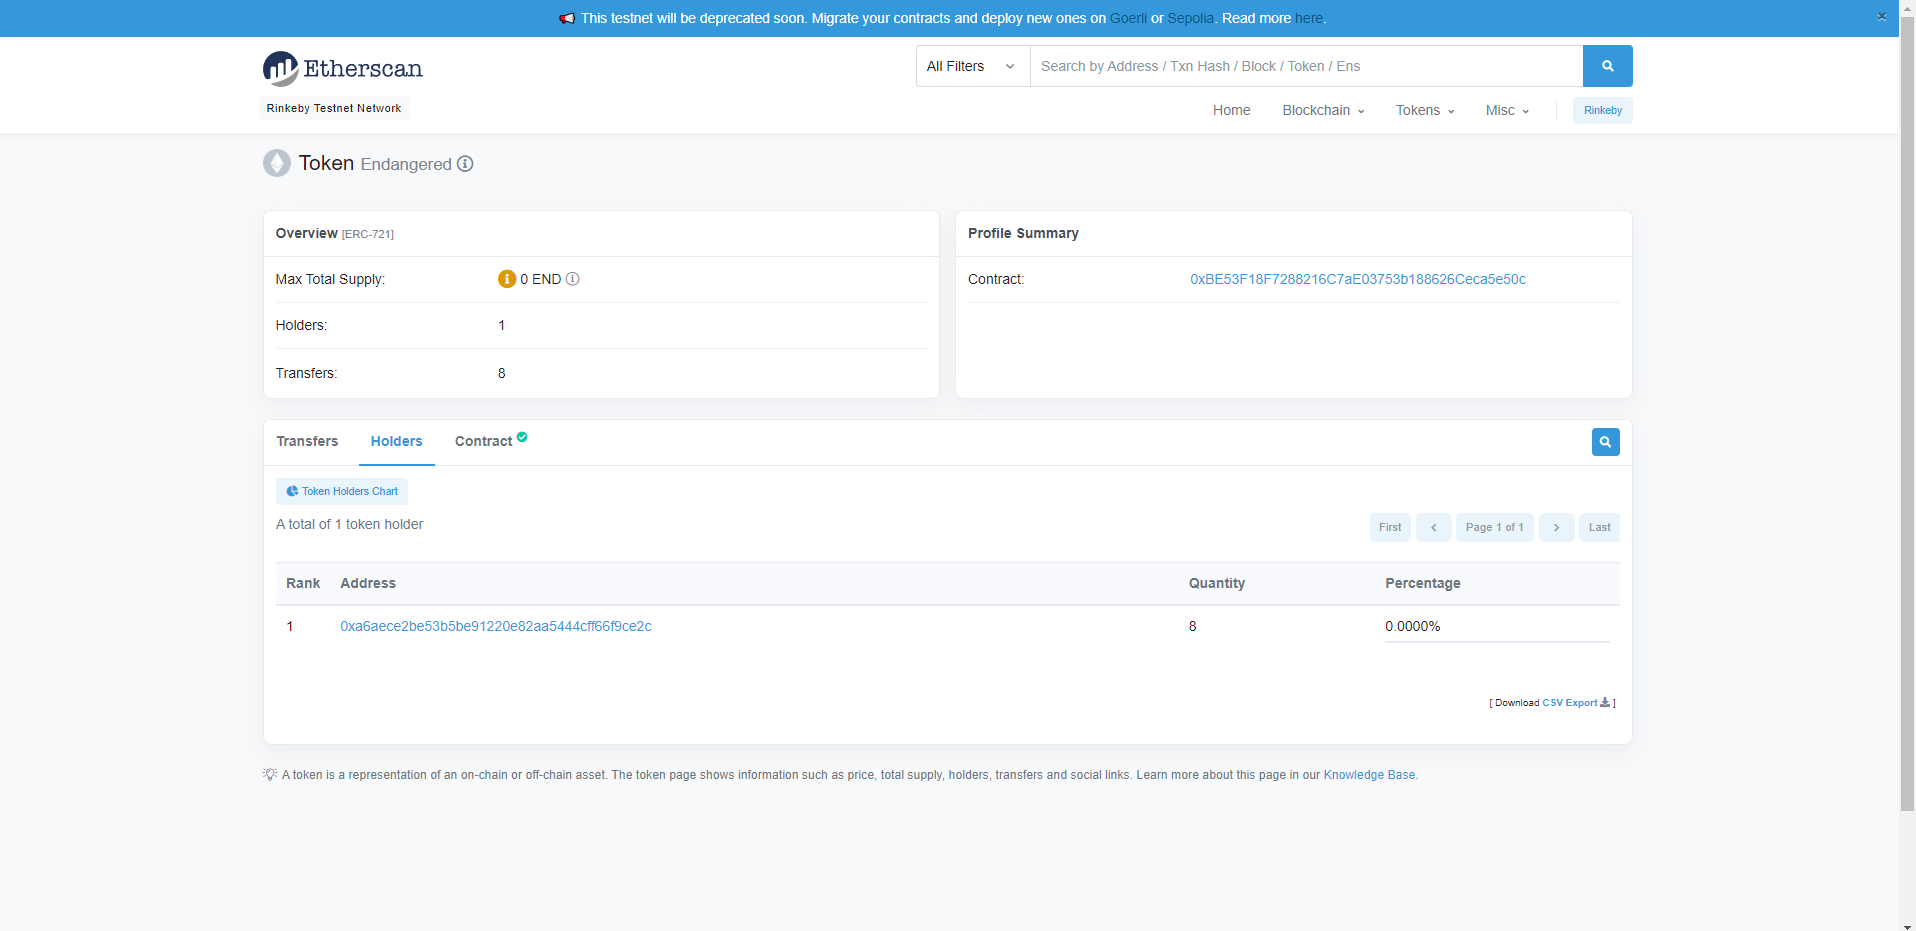 This testnet will be deprecated soon. Migrate your contracts and deploy new ones on Goerli or Sepolia. Read more here.
×
Etherscan
All Filters
Search by Address / Txn Hash / Block / Token / Ens
Rinkeby Testnet Network
Home
Blockchain
Tokens
Misc
Rinkeby
Token Endangered
Overview [ERC-721]
Max Total Supply:
0 END
Holders:
1
Transfers:
8
Profile Summary
Contract:
0xBE53F18F7288216C7aE03753b188626Ceca5e50c
Transfers
Holders
Contract
Token Holders Chart
A total of 1 token holder
First
Page 1 of 1
Last
Rank Address Quantity Percentage
1 0xa6aece2be53b5be91220e82aa5444cff66f9ce2c 8 0.0000%
[ Download CSV Export ]
A token is a representation of an on-chain or off-chain asset. The token page shows information such as price, total supply, holders, transfers and social links. Learn more about this page in our Knowledge Base.